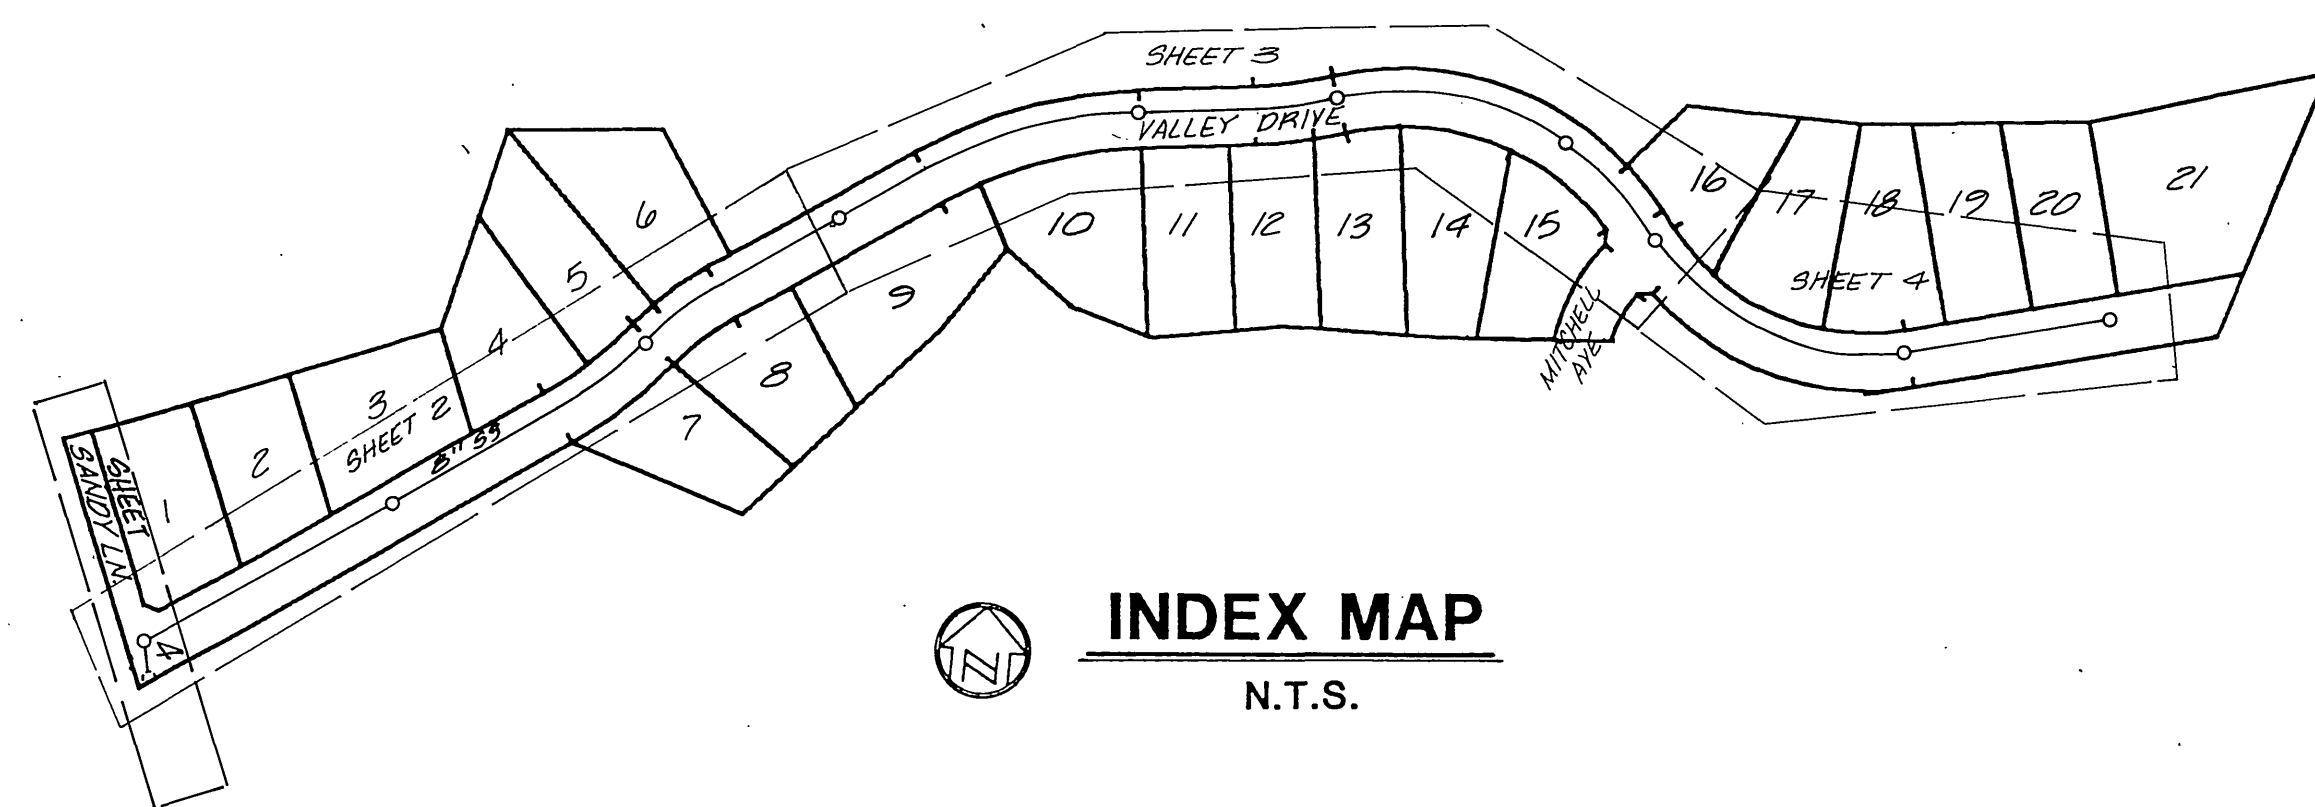 SHEET 3
VALLEY DRIVE
1
2
3
4
5
6
7
8
9
10
11
12
13
14
15
16
17
18
19
20
21
SHEET 2
8" SS
SHEET 4
SANDY LN.
SHEET
4
MITCHELL
AVE
N
INDEX MAP
N.T.S.